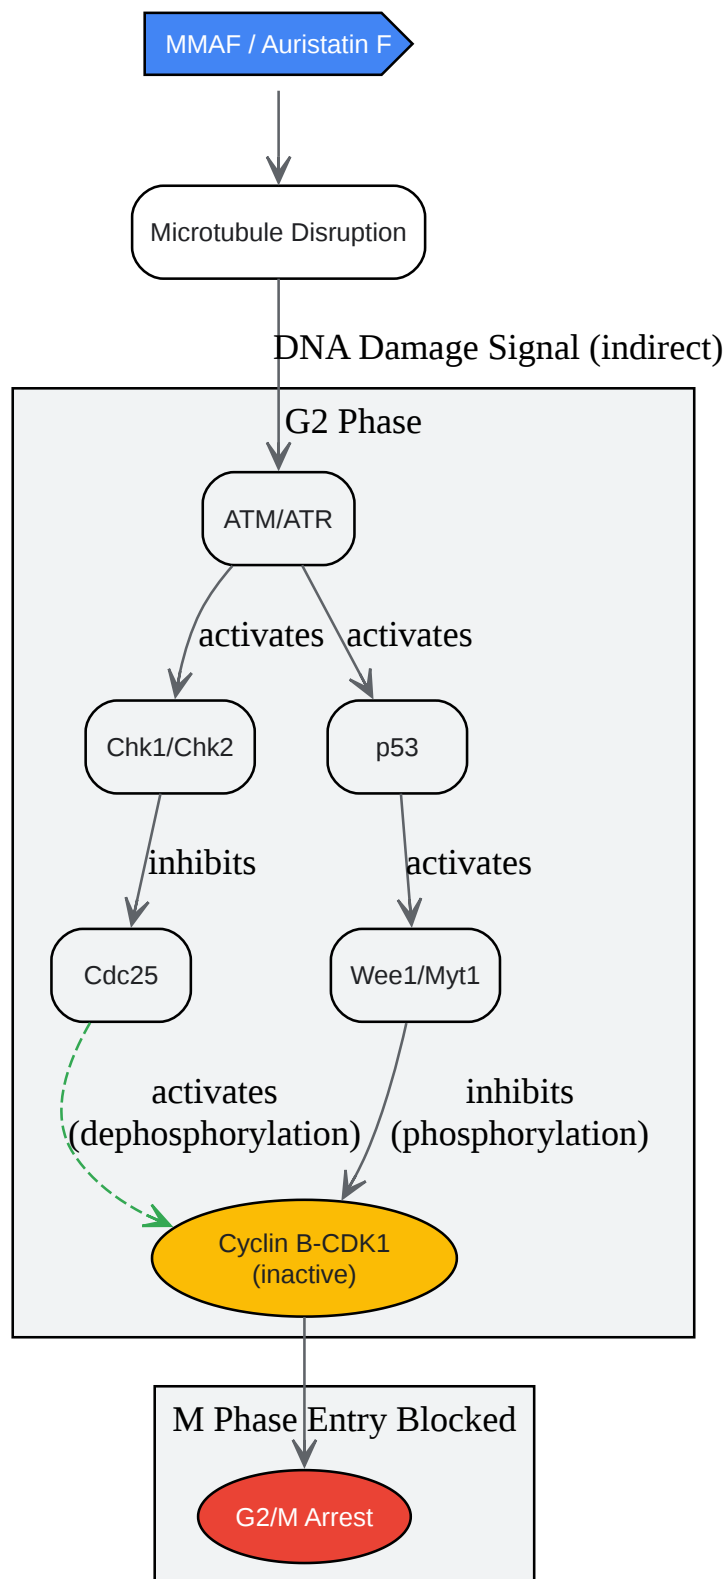 MMAF / Auristatin F
Microtubule Disruption
DNA Damage Signal (indirect)
G2 Phase
ATM/ATR
activates
activates
Chk1/Chk2
p53
inhibits
activates
Cdc25
Wee1/Myt1
activates
(dephosphorylation)
inhibits
(phosphorylation)
Cyclin B-CDK1
(inactive)
M Phase Entry Blocked
G2/M Arrest